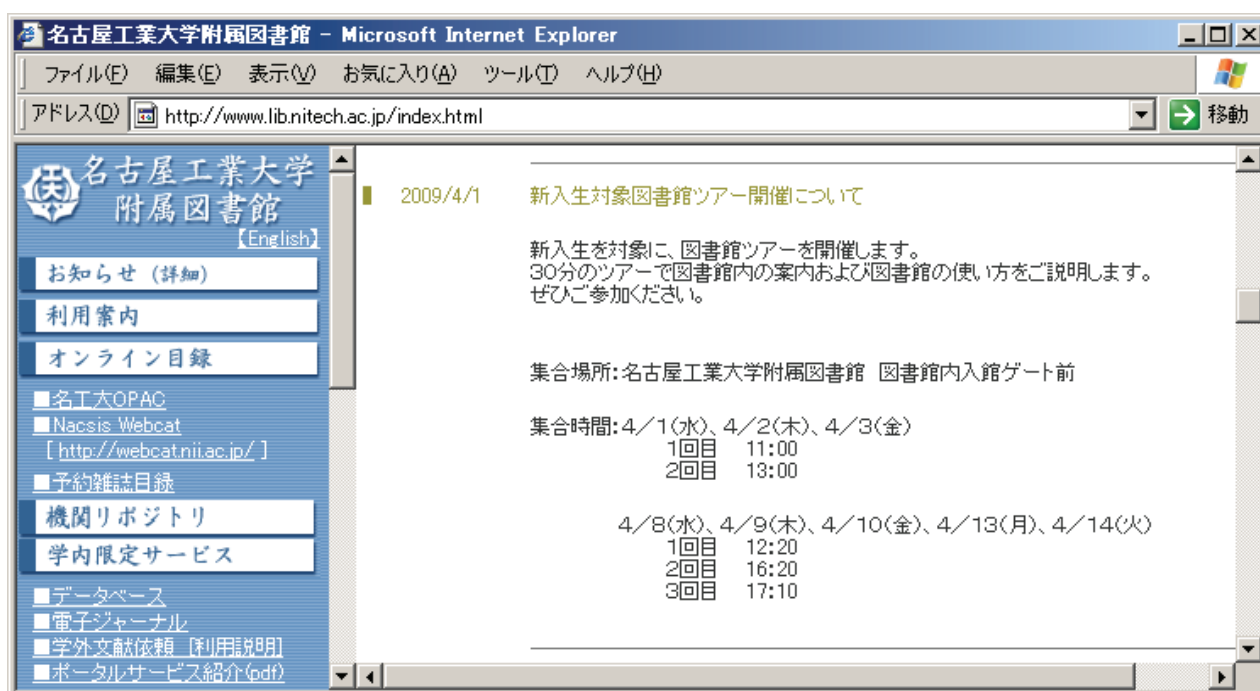 名古屋工業大学附属図書館 - Microsoft Internet Explorer
ファイル(F) 編集(E) 表示(V) お気に入り(A) ツール(T) ヘルプ(H)
アドレス(D) http://www.lib.nitech.ac.jp/index.html 移動
名古屋工業大学
附属図書館
【English】
お知らせ (詳細)
利用案内
オンライン目録
■名工大OPAC
■Nacsis Webcat
[ http://webcat.nii.ac.jp/ ]
■予約雑誌目録
機関リポジトリ
学内限定サービス
■データベース
■電子ジャーナル
■学外文献依頼 [利用説明]
■ポータルサービス紹介(pdf)
2009/4/1 新入生対象図書館ツアー開催について
新入生を対象に、図書館ツアーを開催します。
30分のツアーで図書館内の案内および図書館の使い方をご説明します。
ぜひご参加ください。
集合場所:名古屋工業大学附属図書館 図書館内入館ゲート前
集合時間:4/1(水)、4/2(木)、4/3(金)
1回目 11:00
2回目 13:00
4/8(水)、4/9(木)、4/10(金)、4/13(月)、4/14(火)
1回目 12:20
2回目 16:20
3回目 17:10